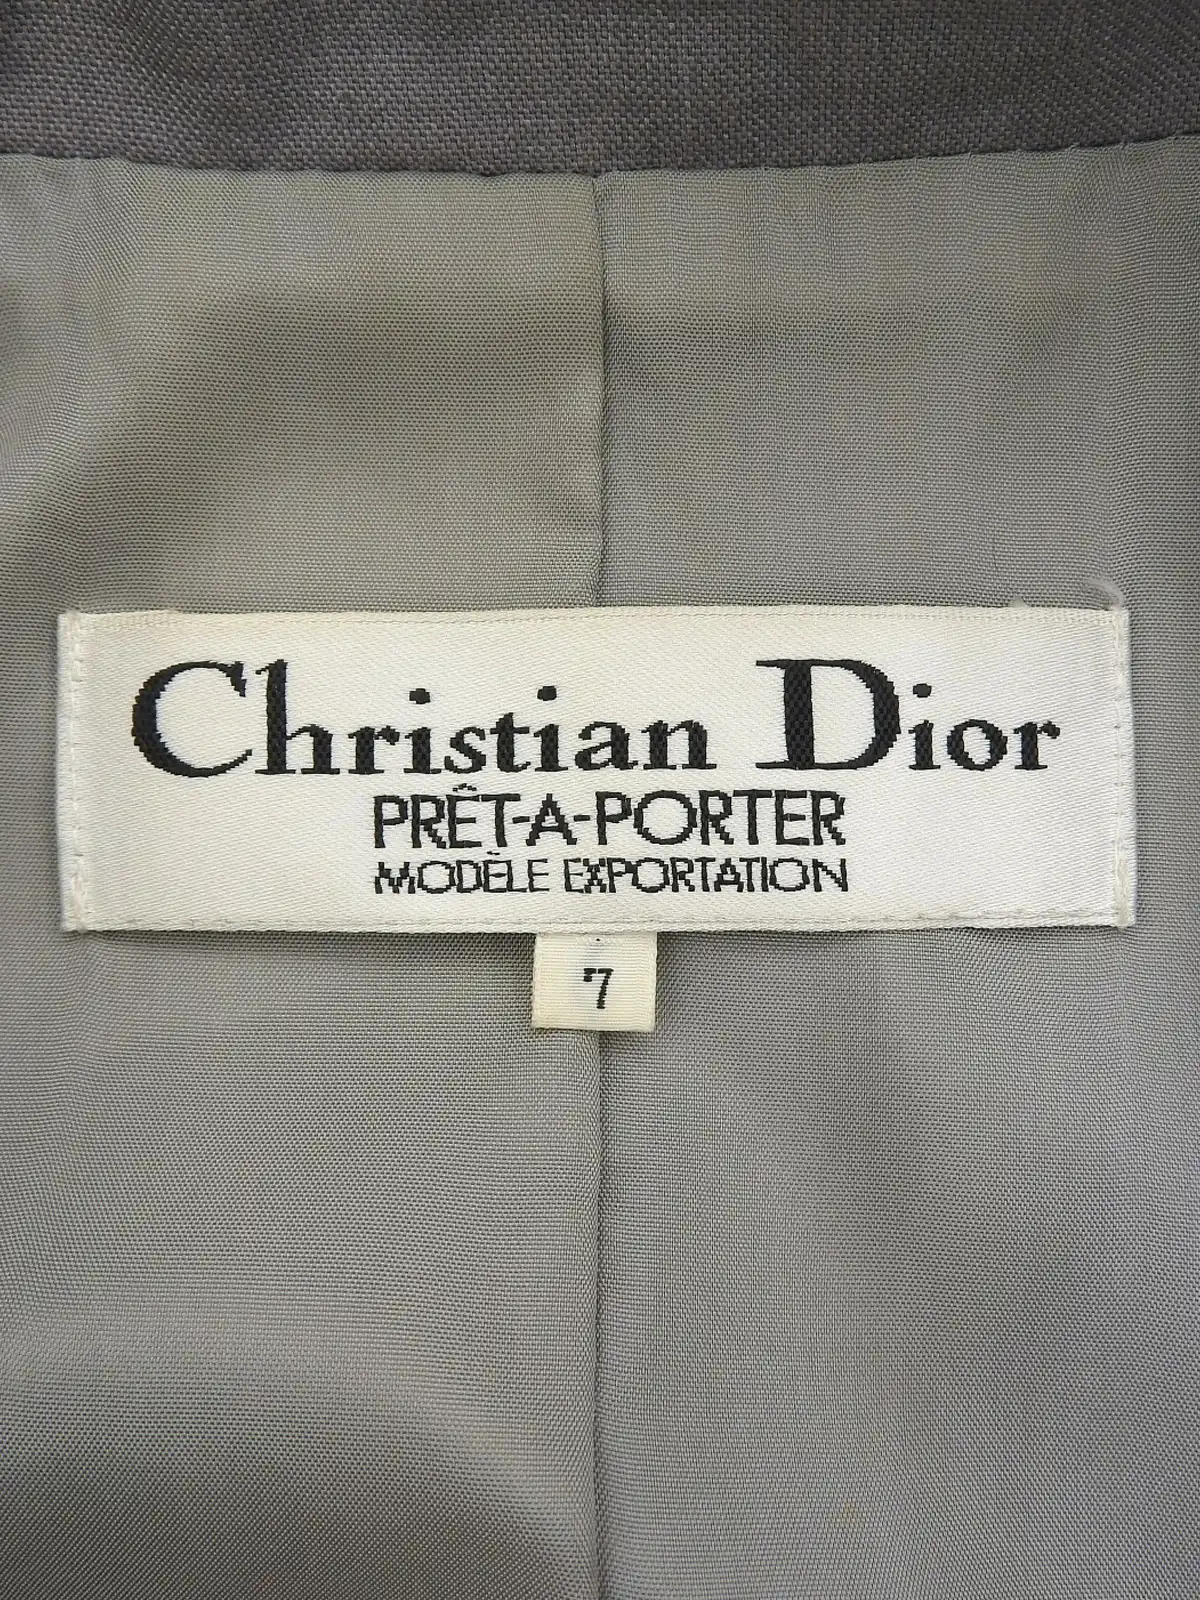 Christian Dior
PRÊT-A-PORTER
MODÈLE EXPORTATION
7